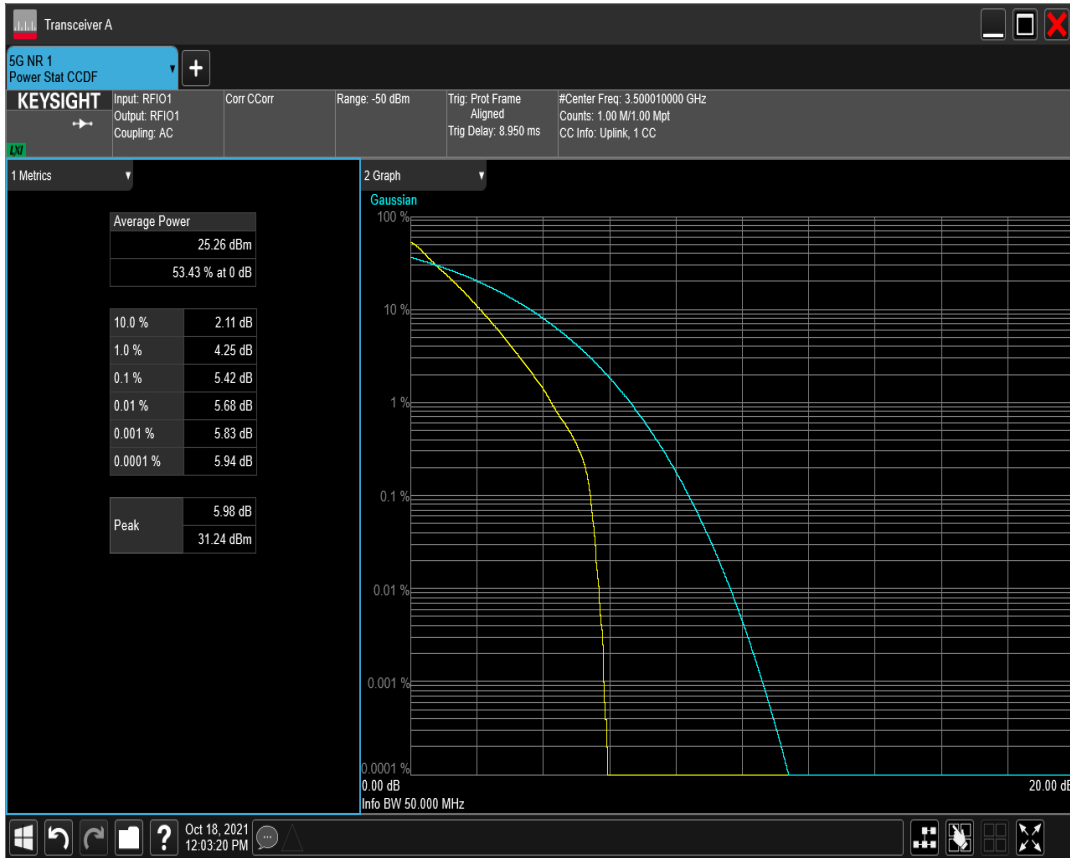 Transceiver A
5G NR 1
Power Stat CCDF
+
KEYSIGHT
LXI
Input: RFIO1
Output: RFIO1
Coupling: AC
Corr CCorr
Range: -50 dBm
Trig: Prot Frame
Aligned
Trig Delay: 8.950 ms
#Center Freq: 3.500010000 GHz
Counts: 1.00 M/1.00 Mpt
CC Info: Uplink, 1 CC
1 Metrics
Average Power
25.26 dBm
53.43 % at 0 dB
10.0 % 2.11 dB
1.0 % 4.25 dB
0.1 % 5.42 dB
0.01 % 5.68 dB
0.001 % 5.83 dB
0.0001 % 5.94 dB
Peak
5.98 dB
31.24 dBm
2 Graph
Gaussian
100 %
10 %
1 %
0.1 %
0.01 %
0.001 %
0.0001 %
0.00 dB 20.00 dB
Info BW 50.000 MHz
?
Oct 18, 2021
12:03:20 PM